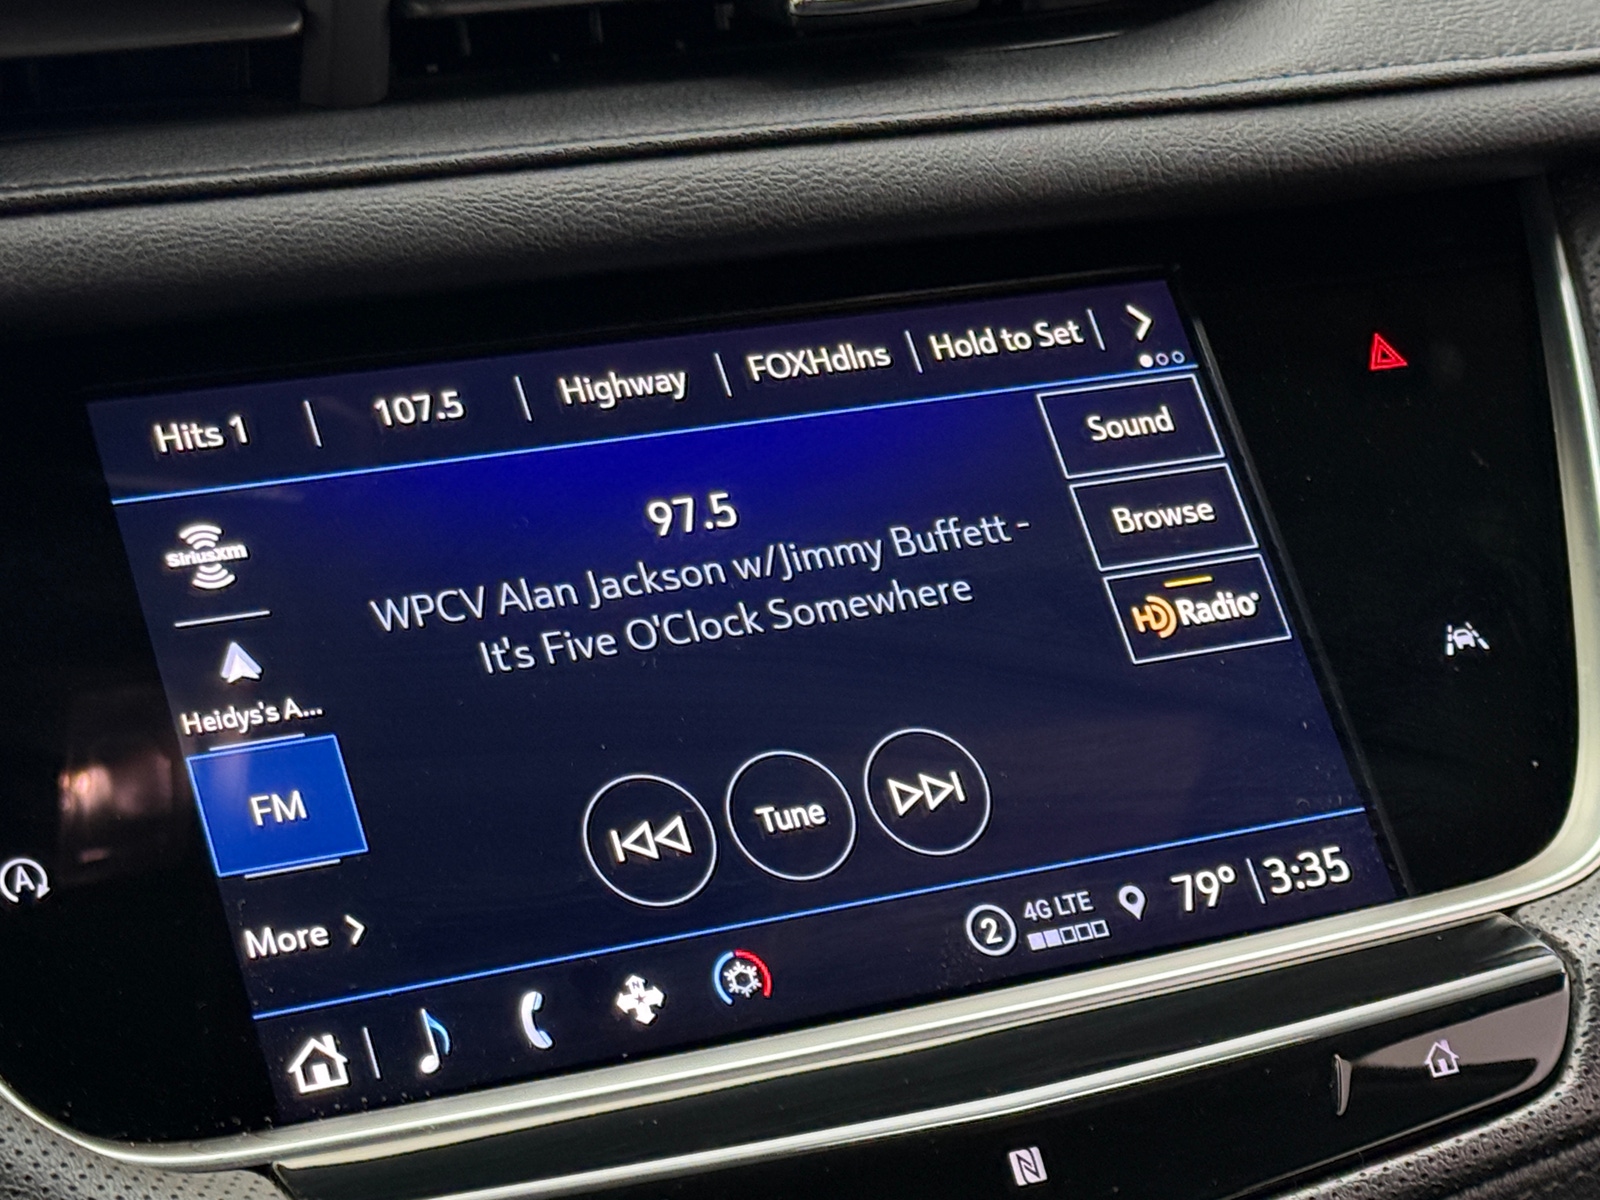 Hits 1 | 107.5 | Highway | FOXHdlns | Hold to Set |
SiriusXM
97.5
WPCV Alan Jackson w/Jimmy Buffett -
It's Five O'Clock Somewhere
Sound
Browse
HD Radio
Heidys's A...
FM
More
Tune
2 4G LTE 79° | 3:35
A
N